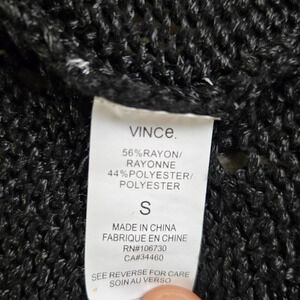 VINCe.
56%RAYON/
RAYONNE
44%POLYESTER/
POLYESTER
S
MADE IN CHINA
FABRIQUE EN CHINE
RN#106730
CA#34460
SEE REVERSE FOR CARE
SOIN AU VERSO